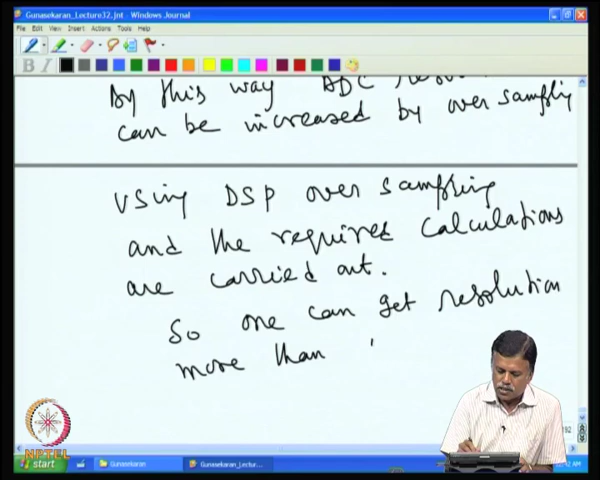 Gunasekaran_Lecture32.jnt - Windows Journal
File Edit View Insert Actions Tools Help
By this way ADC
can be increased by over sampling
Using DSP over sampling
and the required calculations
are carried out.
So one can get resolution
more than
NPTEL
start
Gunasekaran
Gunasekaran_Lectur...